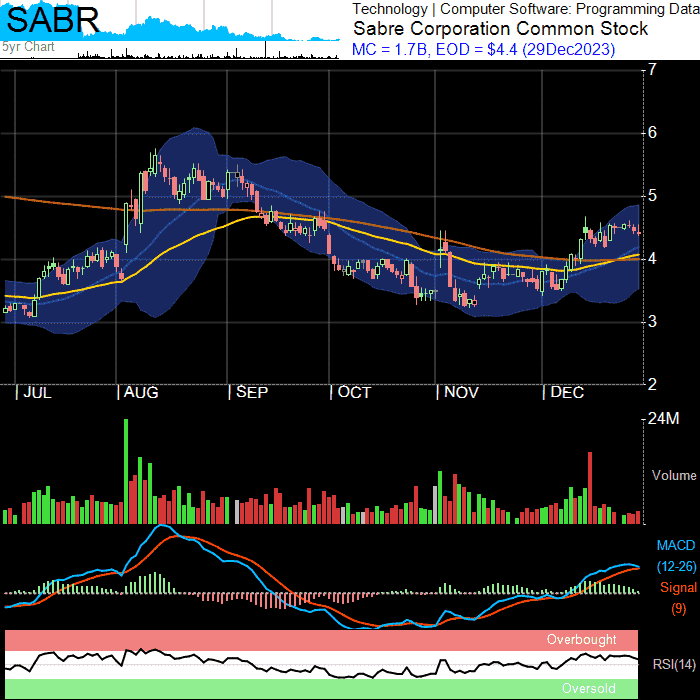 SABR
5yr Chart
Technology | Computer Software: Programming Data
Sabre Corporation Common Stock
MC = 1.7B, EOD = $4.4 (29Dec2023)
7
6
5
4
3
2
JUL AUG SEP OCT NOV DEC
24M
Volume
MACD
(12-26)
Signal
(9)
Overbought
RSI(14)
Oversold